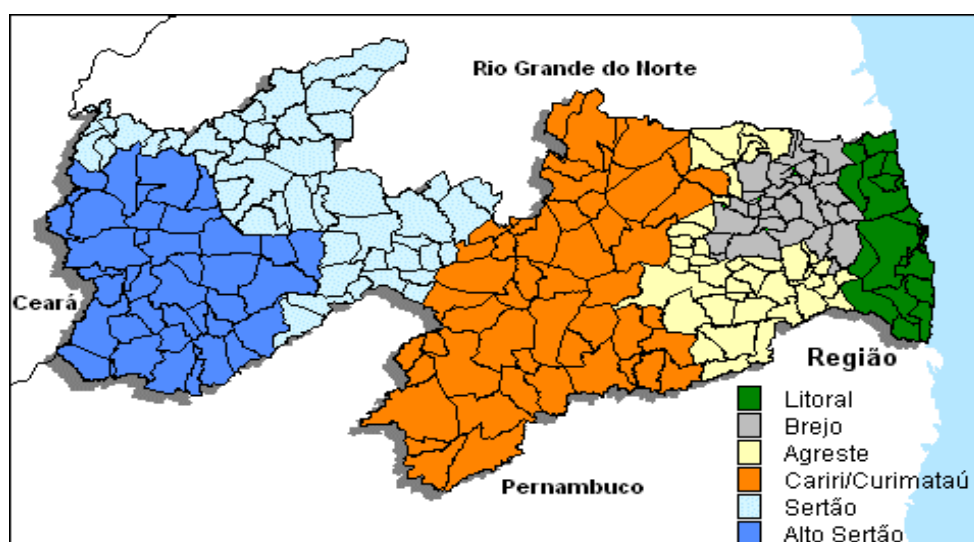 Rio Grande do Norte
Ceará
Pernambuco
Região
Litoral
Brejo
Agreste
Cariri/Curimataú
Sertão
Alto Sertão